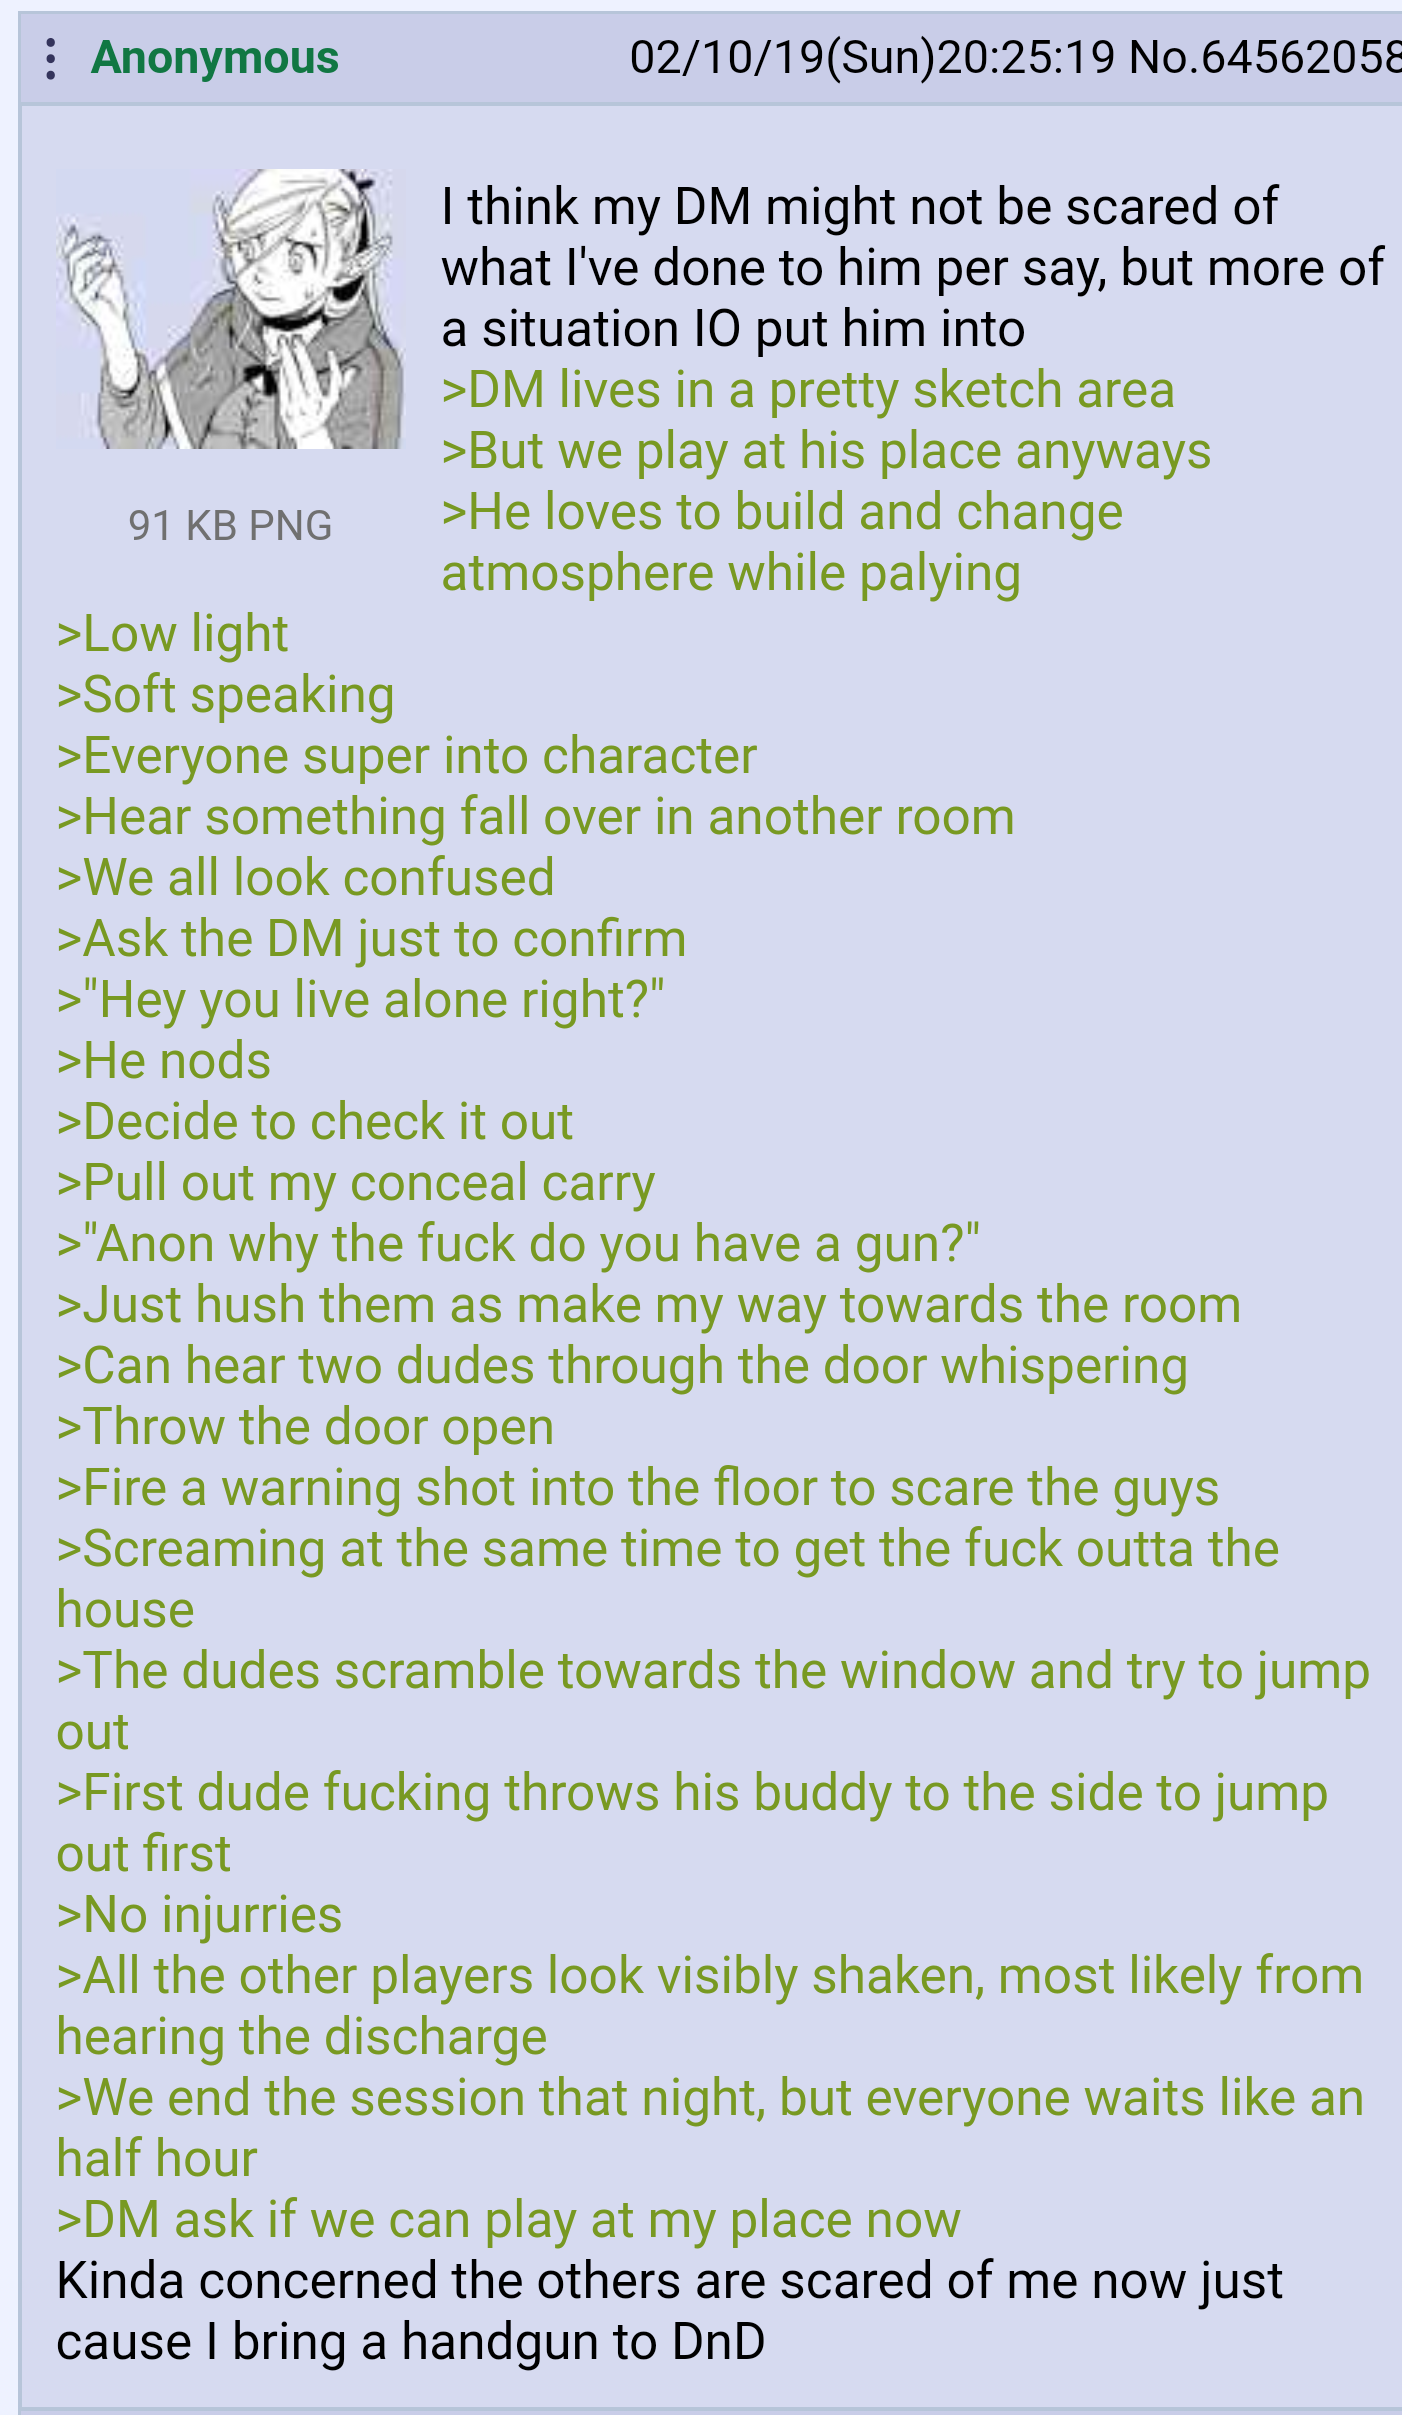 Anonymous 02/10/19(Sun)20:25:19 No.64562058
I think my DM might not be scared of
what I've done to him per say, but more of
a situation IO put him into
>DM lives in a pretty sketch area
>But we play at his place anyways
>He loves to build and change
atmosphere while palying
91 KB PNG
>Low light
>Soft speaking
>Everyone super into character
>Hear something fall over in another room
>We all look confused
>Ask the DM just to confirm
>"Hey you live alone right?"
>He nods
>Decide to check it out
>Pull out my conceal carry
>"Anon why the fuck do you have a gun?"
>Just hush them as make my way towards the room
>Can hear two dudes through the door whispering
>Throw the door open
>Fire a warning shot into the floor to scare the guys
>Screaming at the same time to get the fuck outta the
house
>The dudes scramble towards the window and try to jump
out
>First dude fucking throws his buddy to the side to jump
out first
>No injurries
>All the other players look visibly shaken, most likely from
hearing the discharge
>We end the session that night, but everyone waits like an
half hour
>DM ask if we can play at my place now
Kinda concerned the others are scared of me now just
cause I bring a handgun to DnD